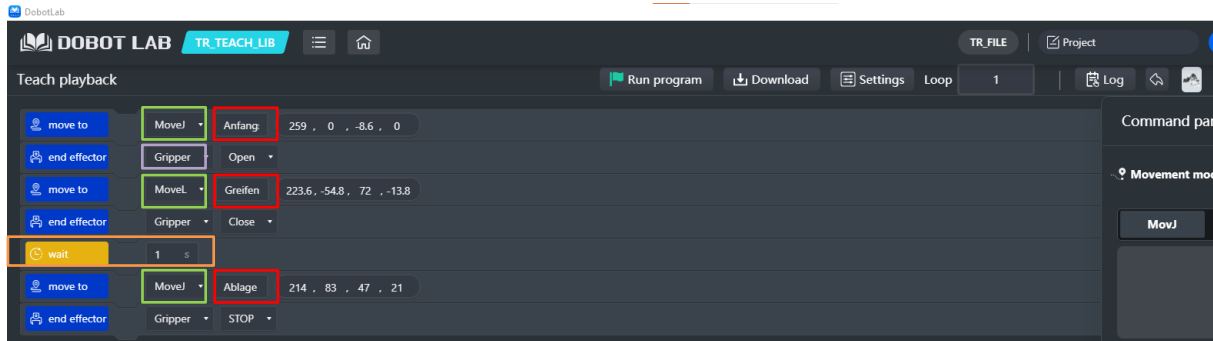 DobotLab
DOBOT LAB TR_TEACH_LIB TR_FILE Project
Teach playback Run program Download Settings Loop 1 Log
move to MoveJ Anfang: 259 , 0 , -8.6 , 0
Command par
end effector Gripper Open
Movement mod
move to MoveL Greifen 223.6 , -54.8 , 72 , -13.8
end effector Gripper Close MovJ
wait 1 s
move to MoveJ Ablage 214 , 83 , 47 , 21
end effector Gripper STOP